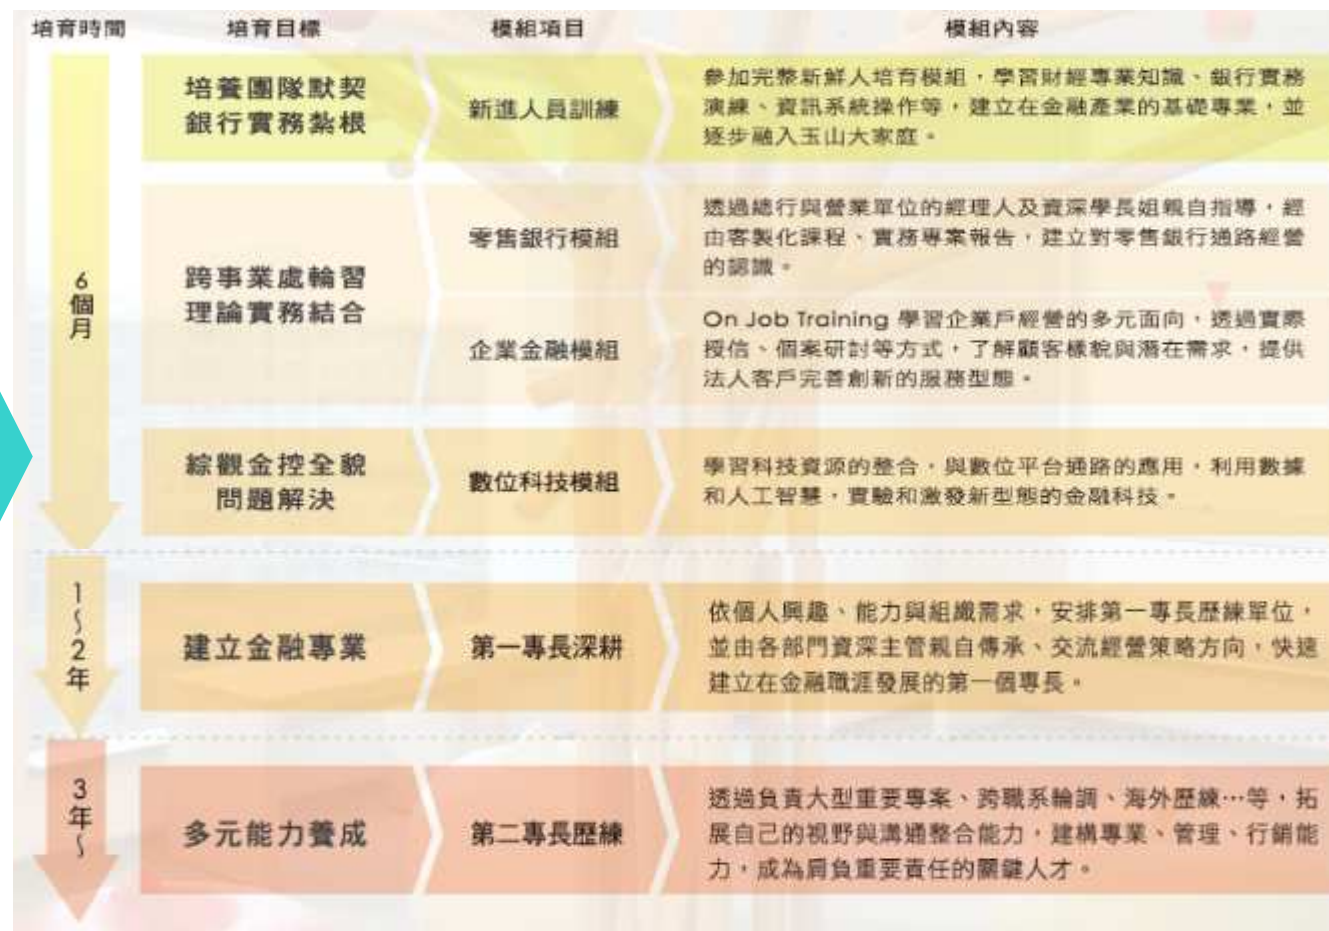 培育時間 培育目標 模組項目 模組內容
培養團隊默契
銀行實務紮根
新進人員訓練
參加完整新鮮人培育模組，學習財經專業知識、銀行實務
演練、資訊系統操作等，建立在金融產業的基礎專業，並
逐步融入玉山大家庭。
6個月
跨事業處輪習
理論實務結合
零售銀行模組
透過總行與營業單位的經理人及資深學長姐親自指導，經
由客製化課程、實務專案報告，建立對零售銀行通路經營
的認識。
企業金融模組
On Job Training 學習企業戶經營的多元面向，透過實際
授信、個案研討等方式，了解顧客樣貌與潛在需求，提供
法人客戶完善創新的服務型態。
綜觀金控全貌
問題解決
數位科技模組
學習科技資源的整合，與數位平台通路的應用，利用數據
和人工智慧，實驗和激發新型態的金融科技。
1~2年
建立金融專業
第一專長深耕
依個人興趣、能力與組織需求，安排第一專長歷練單位，
並由各部門資深主管親自傳承、交流經營策略方向，快速
建立在金融職涯發展的第一個專長。
3年~
多元能力養成
第二專長歷練
透過負責大型重要專案、跨職系輪調、海外歷練…等，拓
展自己的視野與溝通整合能力，建構專業、管理、行銷能
力，成為肩負重要責任的關鍵人才。